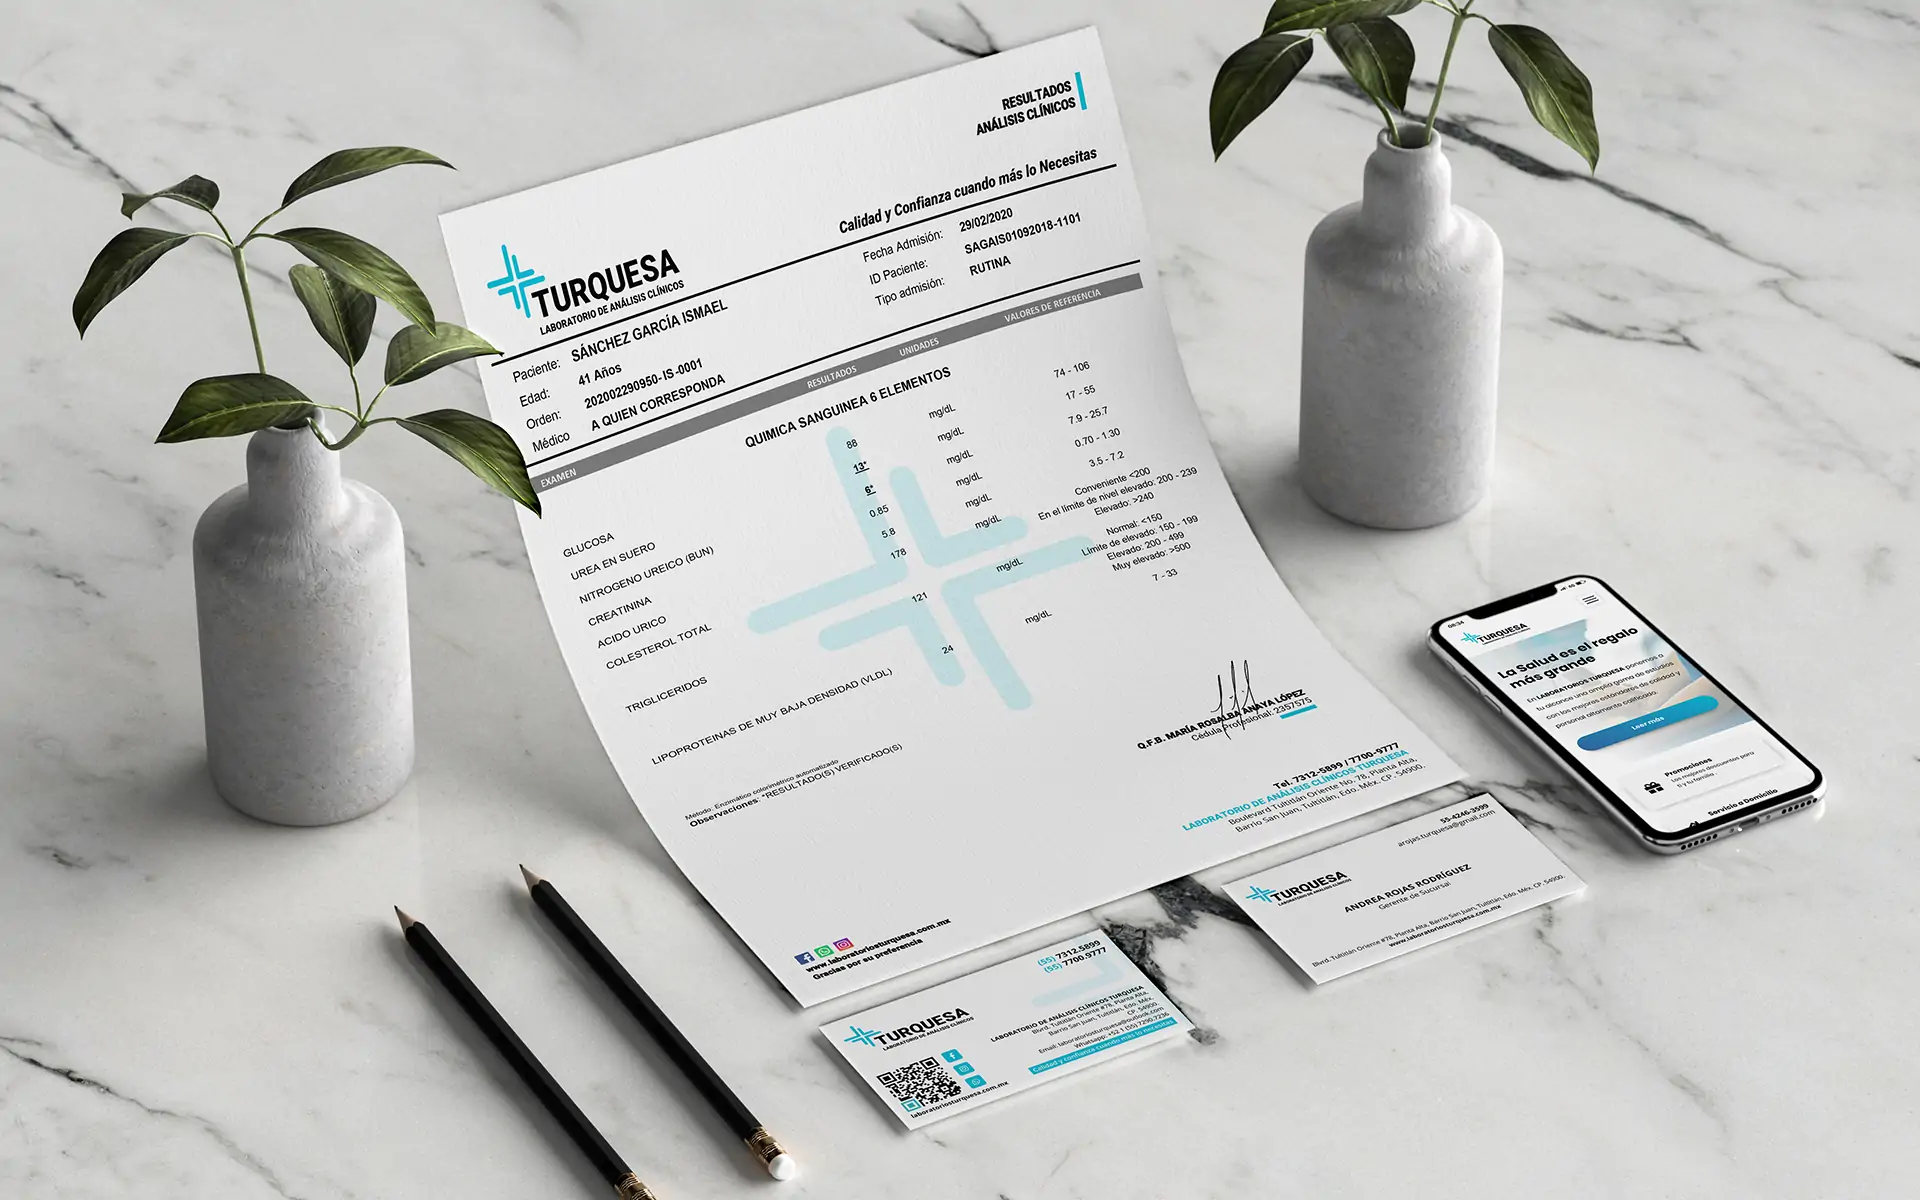 RESULTADOS
ANÁLISIS CLÍNICOS
Calidad y Confianza cuando más lo Necesitas
TURQUESA
LABORATORIO DE ANÁLISIS CLÍNICOS
Paciente: SÁNCHEZ GARCÍA ISMAEL
Edad: 41 Años
Orden: 202002290950- IS -0001
Médico A QUIEN CORRESPONDA
Fecha Admisión: 29/02/2020
ID Paciente: SAGAIS01092018-1101
Tipo admisión: RUTINA
EXAMEN RESULTADOS UNIDADES VALORES DE REFERENCIA
QUIMICA SANGUINEA 6 ELEMENTOS
GLUCOSA 88 mg/dL 74 - 106
UREA EN SUERO 13* mg/dL 17 - 55
NITROGENO UREICO (BUN) 6* mg/dL 7.9 - 25.7
CREATININA 0.85 mg/dL 0.70 - 1.30
ACIDO URICO 5.8 mg/dL 3.5 - 7.2
COLESTEROL TOTAL 178 mg/dL Conveniente <200
En el límite de nivel elevado: 200 - 239
Elevado: >240
TRIGLICERIDOS 121 mg/dL Normal: <150
Límite de elevado: 150 - 199
Elevado: 200 - 499
Muy elevado: >500
LIPOPROTEINAS DE MUY BAJA DENSIDAD (VLDL) 24 mg/dL 7 - 33
Método: Enzimático colorimétrico automatizado
Observaciones: *RESULTADO(S) VERIFICADO(S)
Q.F.B. MARÍA ROSALBA ANAYA LÓPEZ
Cédula Profesional: 2357575
Tel. 7312-5899 / 7700-9777
LABORATORIO DE ANÁLISIS CLÍNICOS TURQUESA
Boulevard Tultitlán Oriente No. 78, Planta Alta,
Barrio San Juan, Tultitlán, Edo. Méx. CP. 54900.
www.laboratoriosturquesa.com.mx
Gracias por su preferencia
TURQUESA
LABORATORIO DE ANÁLISIS CLÍNICOS
laboratoriosturquesa.com.mx
(55) 7312.5899
(55) 7700.9777
LABORATORIO DE ANÁLISIS CLÍNICOS TURQUESA
Blvrd. Tultitlán Oriente #78, Planta Alta,
Barrio San Juan, Tultitlán, Edo. Méx.
CP. 54900.
Email: laboratoriosturquesa@outlook.com
Whatsapp: +52 1 (55) 7290.7236
Calidad y confianza cuando más lo necesitas
55-4246-3599
arojas.turquesa@gmail.com
TURQUESA
LABORATORIO DE ANÁLISIS CLÍNICOS
ANDREA ROJAS RODRÍGUEZ
Gerente de Sucursal
Blvrd. Tultitlán Oriente #78, Planta Alta, Barrio San Juan, Tultitlán, Edo. Méx. CP. 54900.
www.laboratoriosturquesa.com.mx
08:34
TURQUESA
La Salud es el regalo
más grande
En LABORATORIOS TURQUESA ponemos a
tu alcance una amplia gama de estudios
con los mejores estándares de calidad y
personal altamente calificado.
Leer más
Promociones
Los mejores descuentos para
ti y tu familia.
Servicio a Domicilio